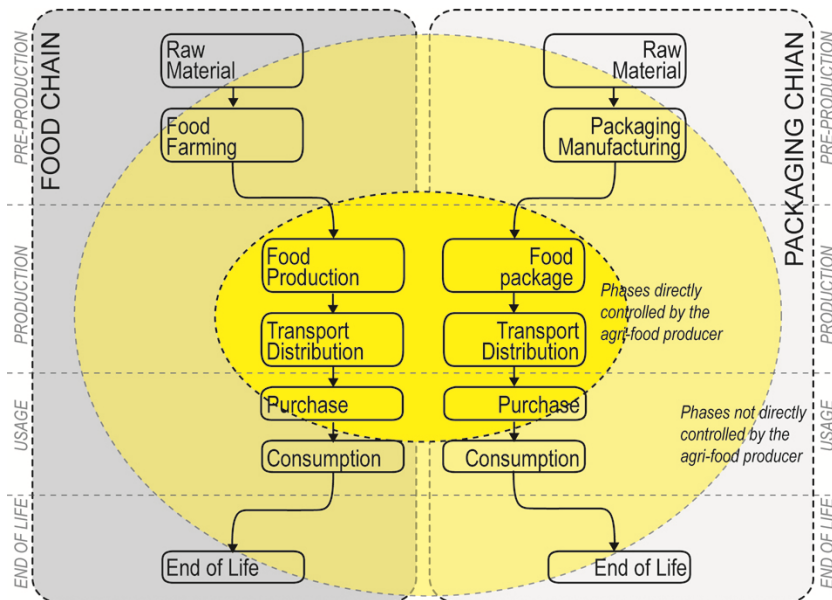 PRE-PRODUCTION
PRODUCTION
USAGE
END OF LIFE
FOOD CHAIN
Raw
Material
Food
Farming
Food
Production
Transport
Distribution
Purchase
Consumption
End of Life
Raw
Material
Packaging
Manufacturing
Food
package
Transport
Distribution
Purchase
Consumption
End of Life
Phases directly
controlled by the
agri-food producer
Phases not directly
controlled by the
agri-food producer
PACKAGING CHIAN
PRE-PRODUCTION
PRODUCTION
USAGE
END OF LIFE